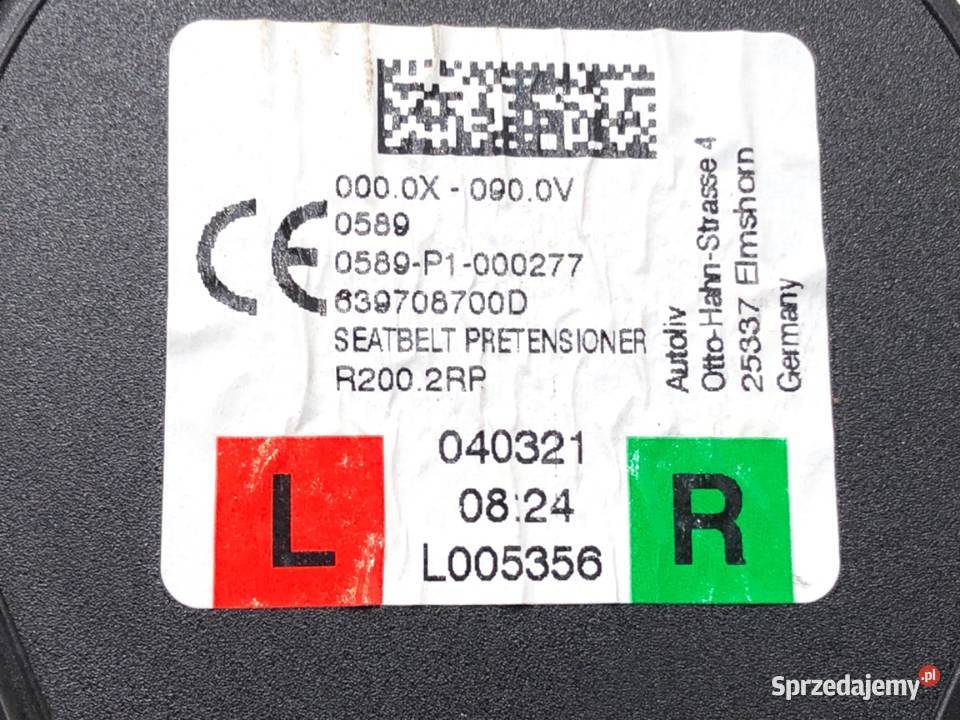 000.0X - 090.0V
0589
0589-P1-000277
639708700D
SEATBELT PRETENSIONER
R200.2RP
CE
Autoliv
Otto-Hahn-Strasse 4
25337 Elmshorn
Germany
040321
08:24
L005356
L
R
Sprzedajemy.pl